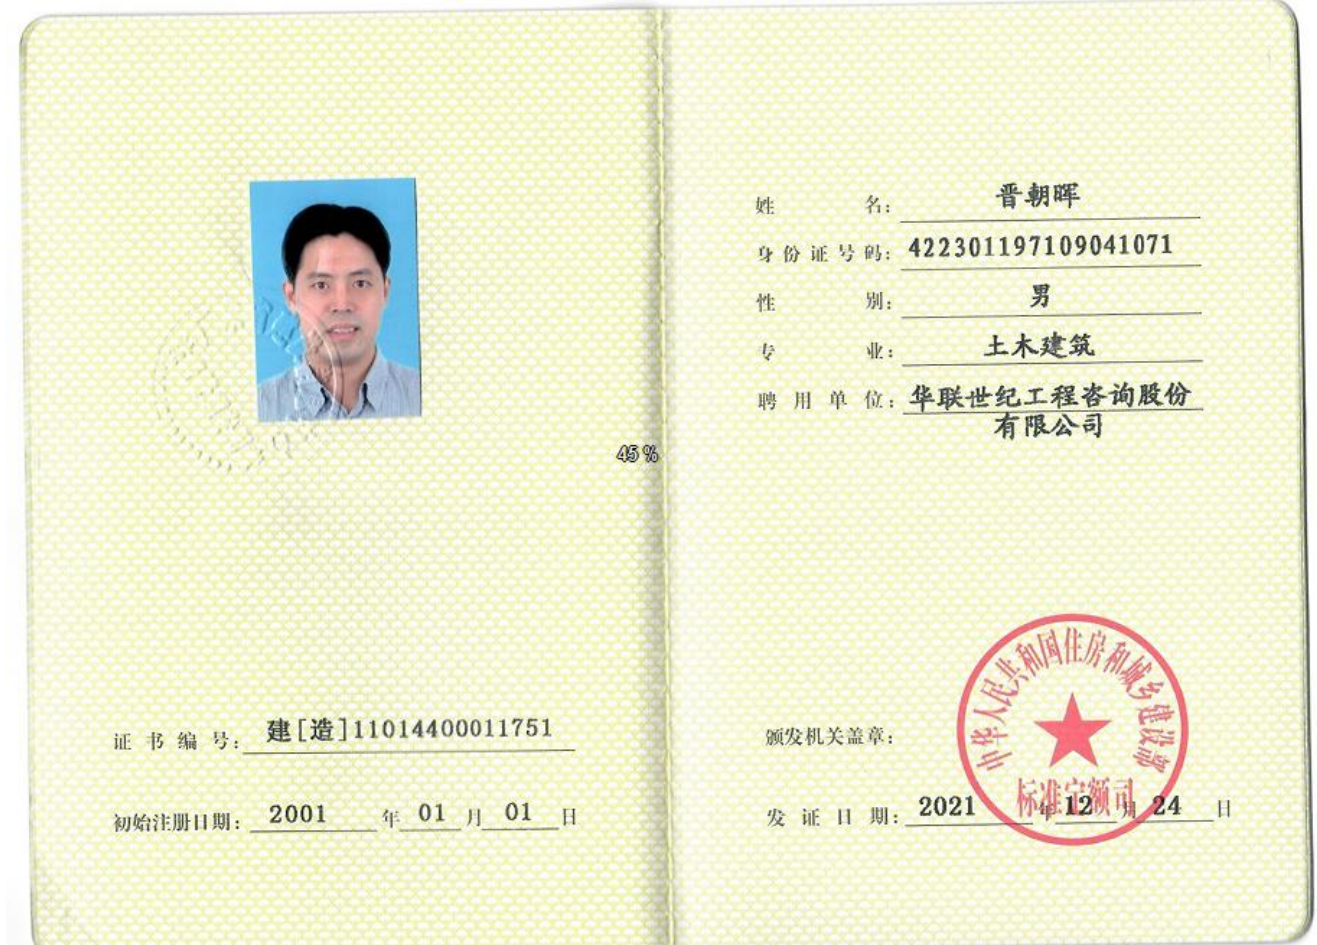 证书编号: 建[造]11014400011751
初始注册日期: 2001 年 01 月 01 日
45 %
姓名: 晋朝晖
身份证号码: 422301197109041071
性别: 男
专业: 土木建筑
聘用单位: 华联世纪工程咨询股份
有限公司
中华人民共和国住房和城乡建设部
标准定额司
颁发机关盖章:
发证日期: 2021 年 12 月 24 日